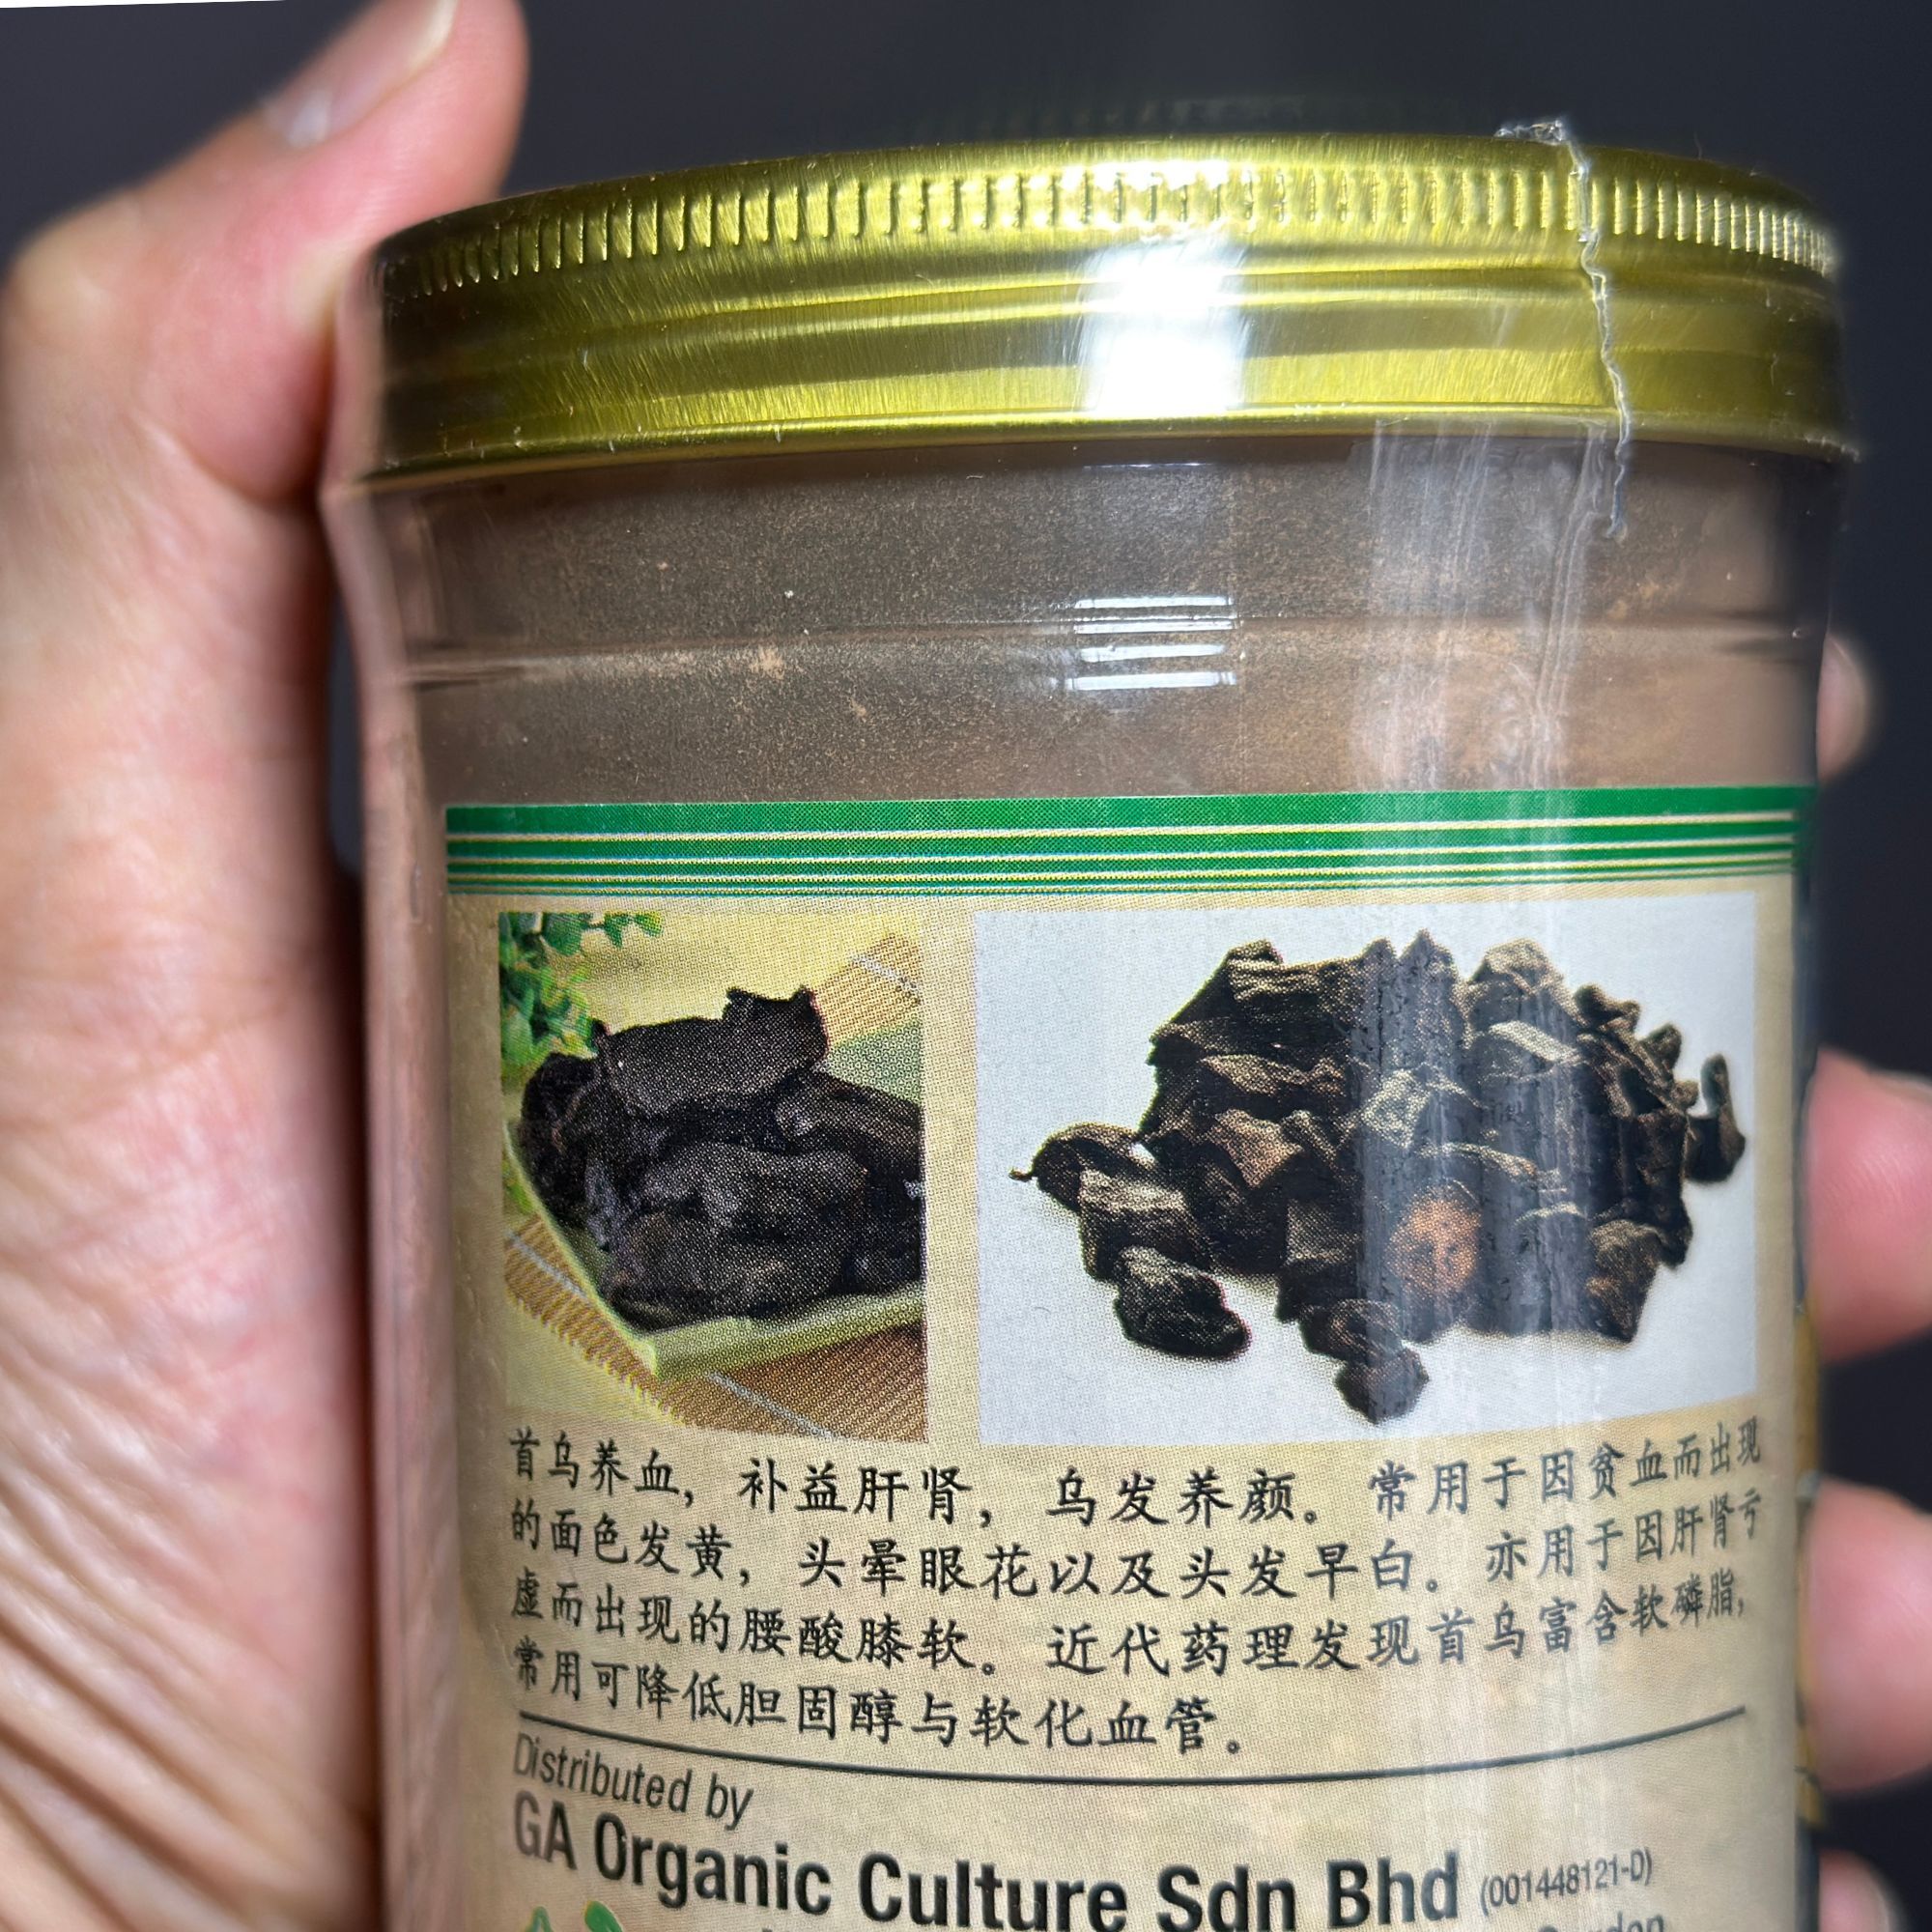 首乌养血，补益肝肾，乌发养颜。常用于因贫血而出现
的面色发黄，头晕眼花以及头发早白。亦用于因肝肾亏
虚而出现的腰酸膝软。近代药理发现首乌富含软磷脂，
常用可降低胆固醇与软化血管。
Distributed by
GA Organic Culture Sdn Bhd (001448121-D)